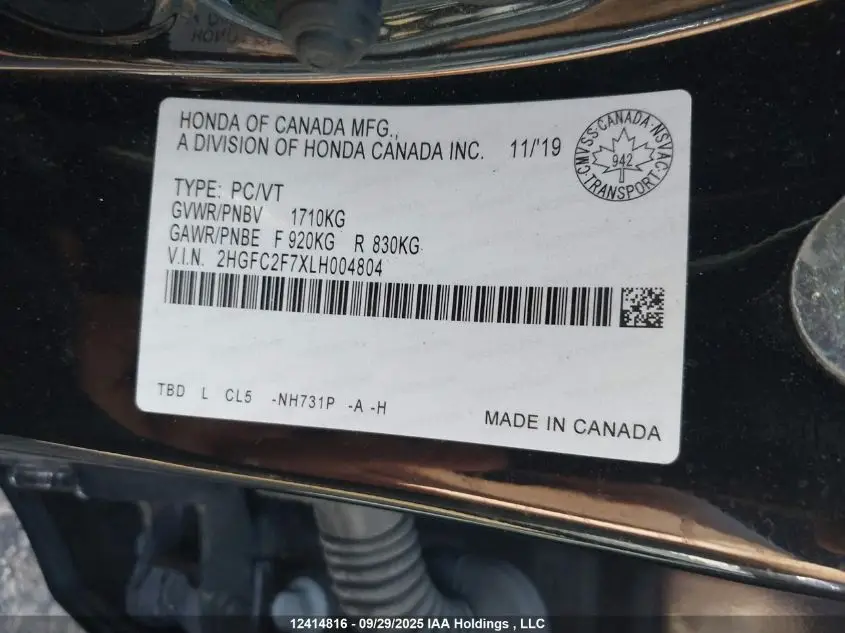 HONDA OF CANADA MFG.,
A DIVISION OF HONDA CANADA INC. 11/'19
CMVSS·CANADA·NSVAC·
942
TRANSPORT
TYPE: PC/VT
GVWR/PNBV 1710KG
GAWR/PNBE F 920KG R 830KG
V.I.N. 2HGFC2F7XLH004804
TBD L CL5 -NH731P -A -H
MADE IN CANADA
12414816 - 09/29/2025 IAA Holdings , LLC